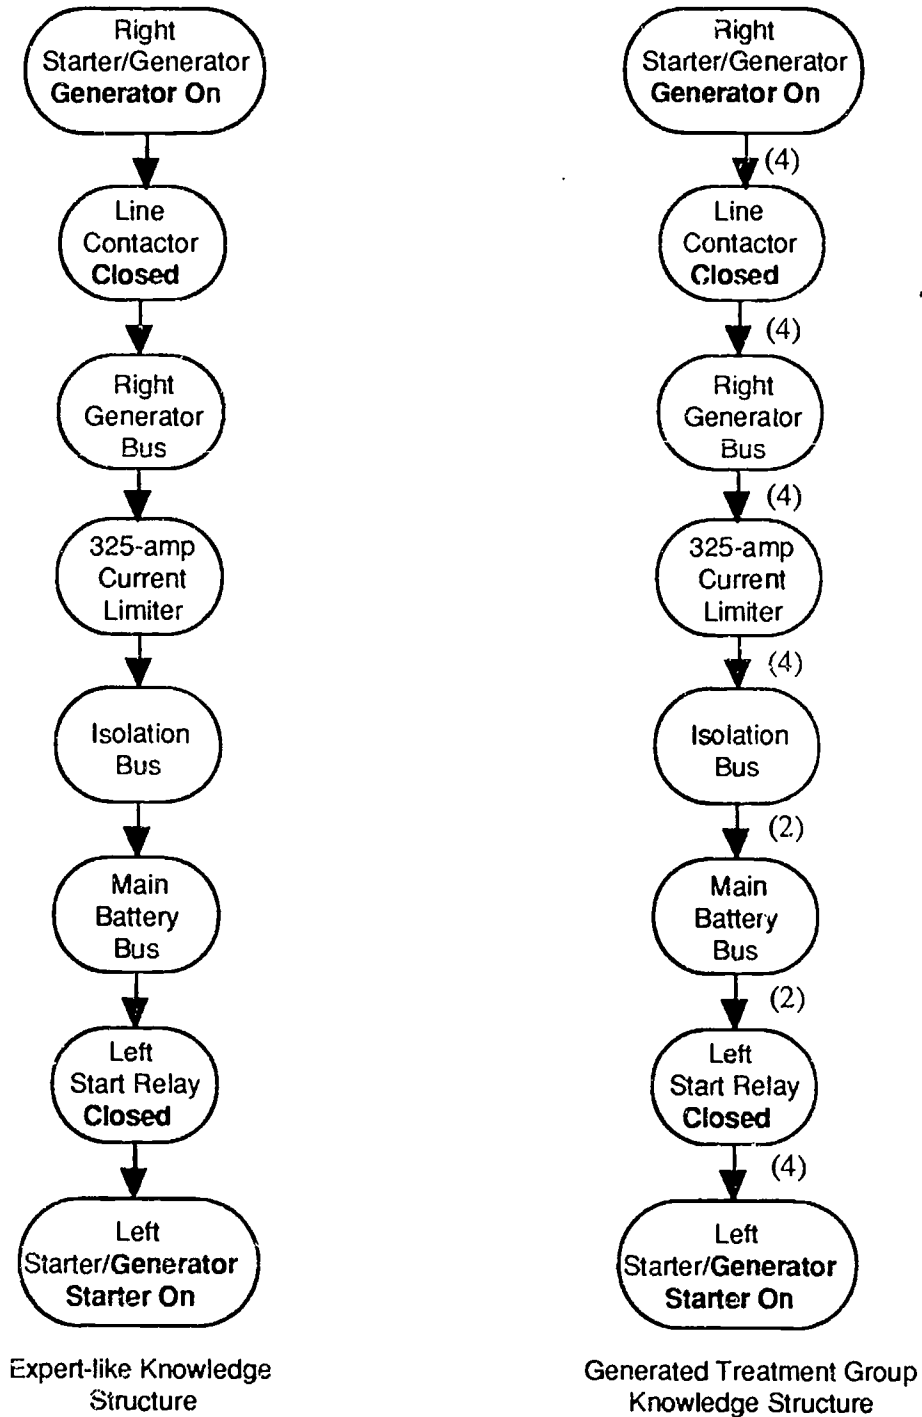 Right
Starter/Generator
Generator On
Line
Contactor
Closed
Right
Generator
Bus
325-amp
Current
Limiter
Isolation
Bus
Main
Battery
Bus
Left
Start Relay
Closed
Left
Starter/Generator
Starter On
Expert-like Knowledge
Structure
Right
Starter/Generator
Generator On
(4)
Line
Contactor
Closed
(4)
Right
Generator
Bus
(4)
325-amp
Current
Limiter
(4)
Isolation
Bus
(2)
Main
Battery
Bus
(2)
Left
Start Relay
Closed
(4)
Left
Starter/Generator
Starter On
Generated Treatment Group
Knowledge Structure